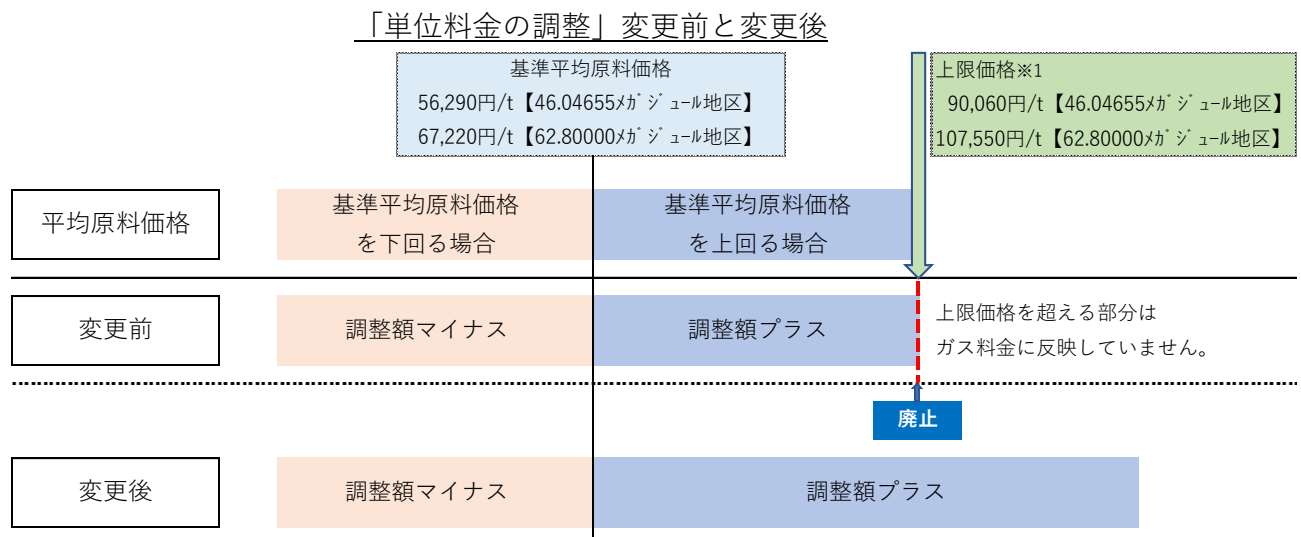 「単位料金の調整」変更前と変更後
基準平均原料価格
56,290円/t【46.04655ﾒｶﾞｼﾞｭｰﾙ地区】
67,220円/t【62.80000ﾒｶﾞｼﾞｭｰﾙ地区】
上限価格※1
90,060円/t【46.04655ﾒｶﾞｼﾞｭｰﾙ地区】
107,550円/t【62.80000ﾒｶﾞｼﾞｭｰﾙ地区】
平均原料価格
基準平均原料価格
を下回る場合
基準平均原料価格
を上回る場合
変更前
調整額マイナス
調整額プラス
上限価格を超える部分は
ガス料金に反映していません。
廃止
変更後
調整額マイナス
調整額プラス